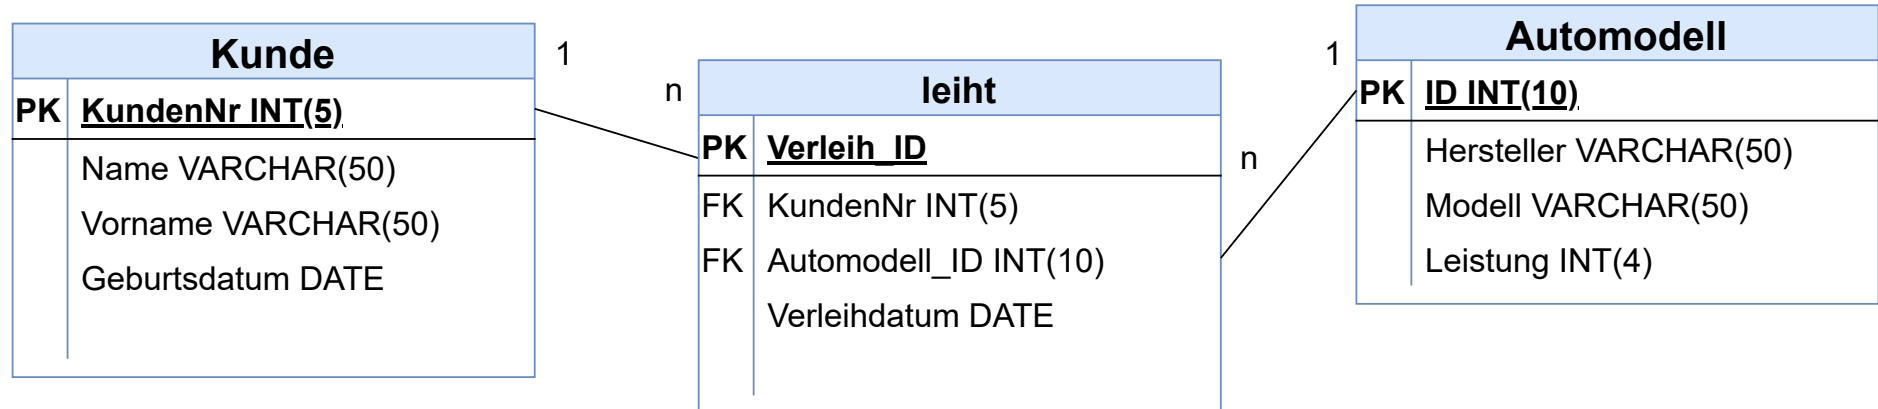 Kunde
PK KundenNr INT(5)
Name VARCHAR(50)
Vorname VARCHAR(50)
Geburtsdatum DATE
1
n
leiht
PK Verleih_ID
FK KundenNr INT(5)
FK Automodell_ID INT(10)
Verleihdatum DATE
n
1
Automodell
PK ID INT(10)
Hersteller VARCHAR(50)
Modell VARCHAR(50)
Leistung INT(4)